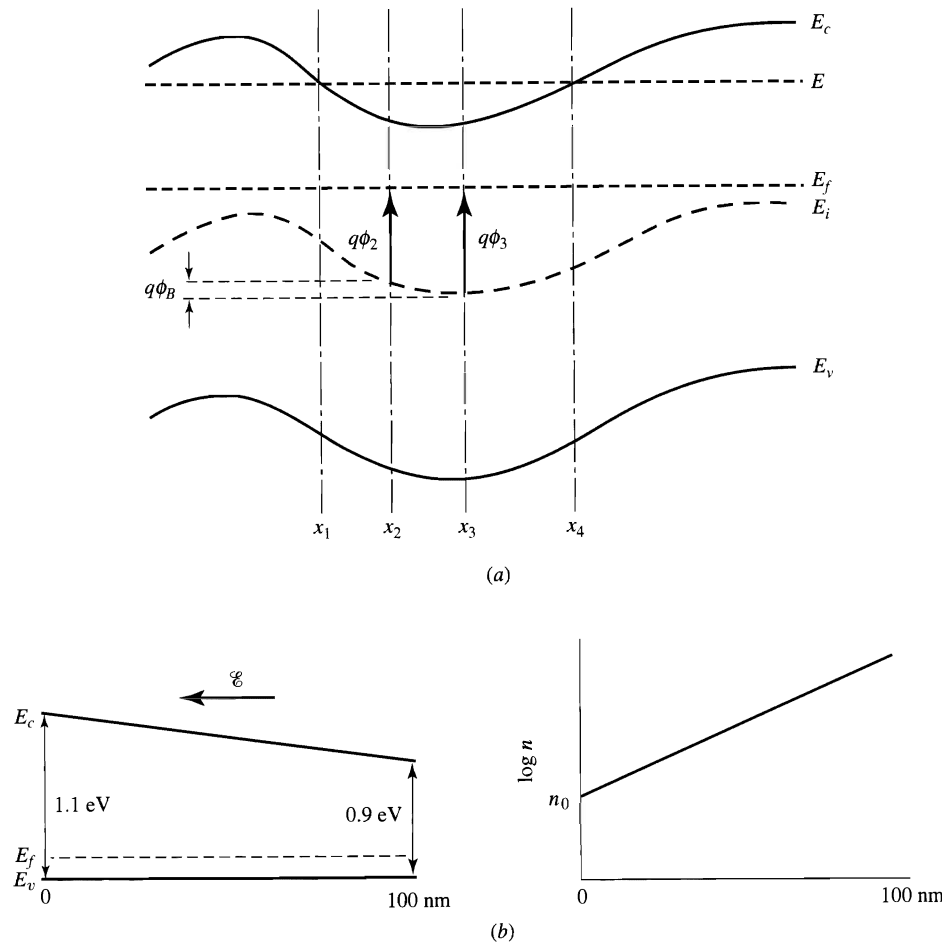 E_c
E
E_f
E_i
qϕ_2
qϕ_3
qϕ_B
E_v
x_1
x_2
x_3
x_4
(a)
ℰ
E_c
1.1 eV
0.9 eV
E_f
E_v
0
100 nm
log n
n_0
0
100 nm
(b)